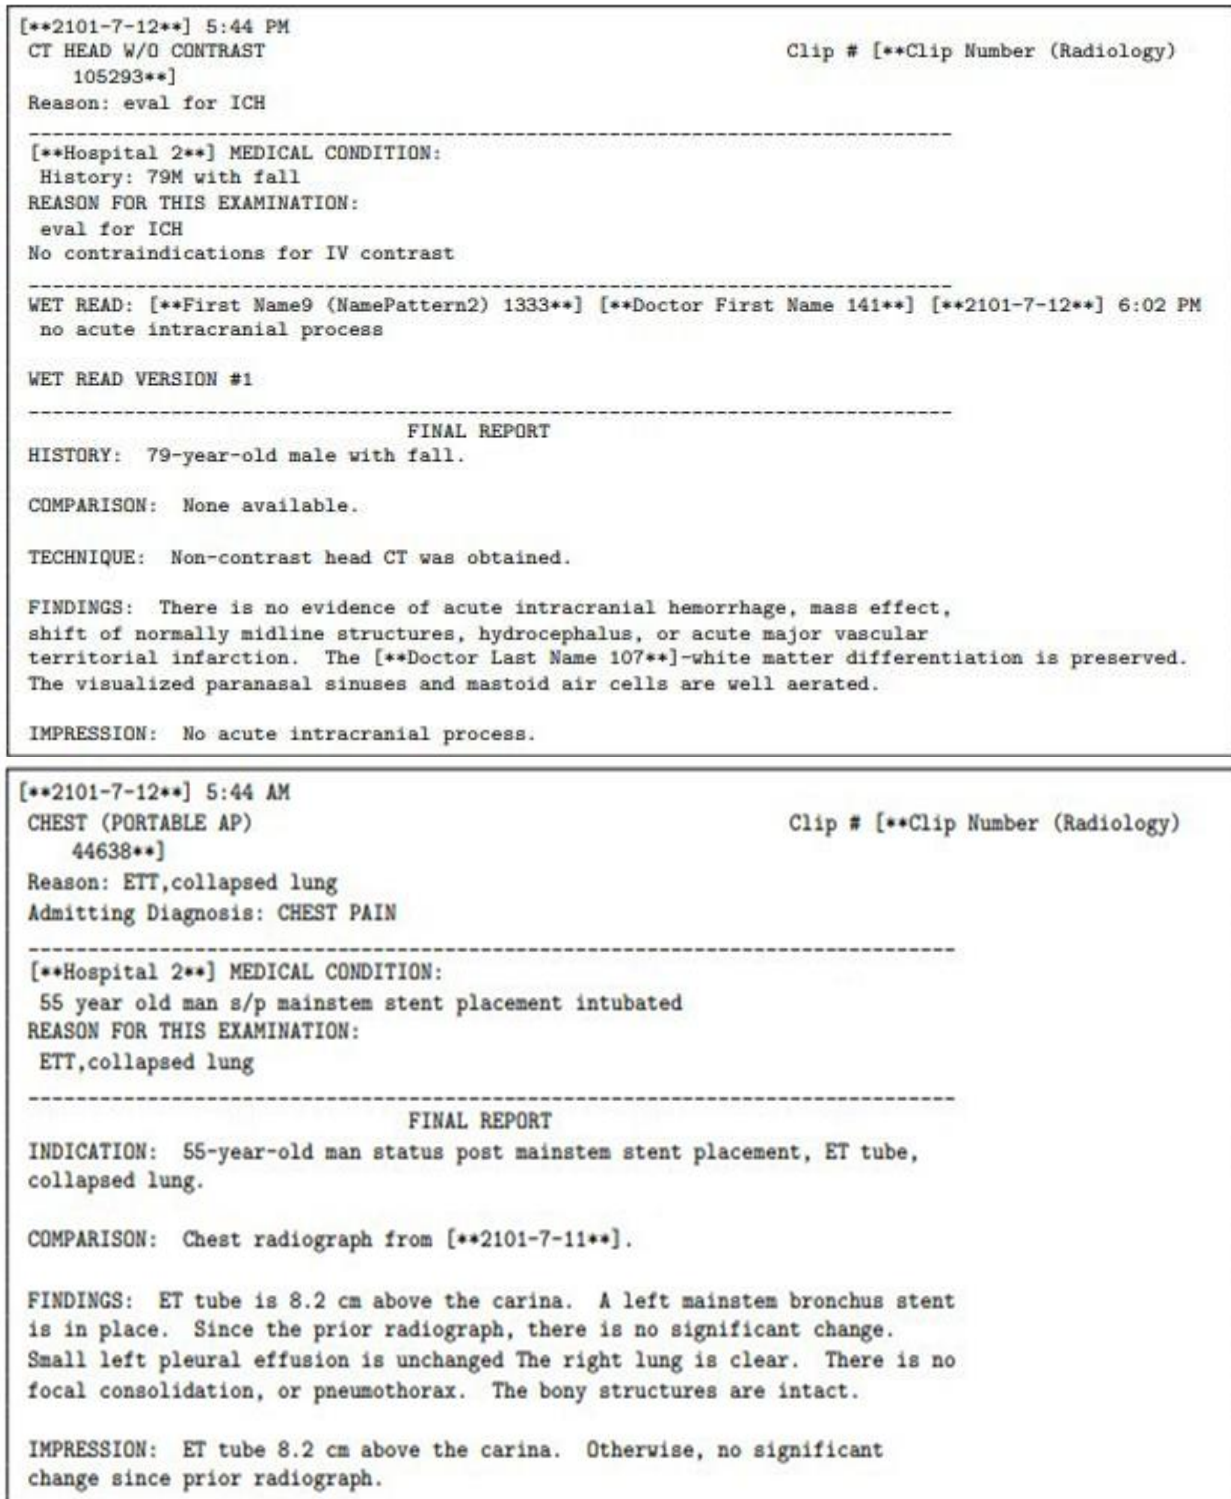 [**2101-7-12**] 5:44 PM
CT HEAD W/O CONTRAST Clip # [**Clip Number (Radiology)
105293**]
Reason: eval for ICH
------------------------------------------------------------------------------
[**Hospital 2**] MEDICAL CONDITION:
History: 79M with fall
REASON FOR THIS EXAMINATION:
eval for ICH
No contraindications for IV contrast
------------------------------------------------------------------------------
WET READ: [**First Name9 (NamePattern2) 1333**] [**Doctor First Name 141**] [**2101-7-12**] 6:02 PM
no acute intracranial process
WET READ VERSION #1
------------------------------------------------------------------------------
FINAL REPORT
HISTORY: 79-year-old male with fall.
COMPARISON: None available.
TECHNIQUE: Non-contrast head CT was obtained.
FINDINGS: There is no evidence of acute intracranial hemorrhage, mass effect,
shift of normally midline structures, hydrocephalus, or acute major vascular
territorial infarction. The [**Doctor Last Name 107**]-white matter differentiation is preserved.
The visualized paranasal sinuses and mastoid air cells are well aerated.
IMPRESSION: No acute intracranial process.
[**2101-7-12**] 5:44 AM
CHEST (PORTABLE AP) Clip # [**Clip Number (Radiology)
44638**]
Reason: ETT,collapsed lung
Admitting Diagnosis: CHEST PAIN
------------------------------------------------------------------------------
[**Hospital 2**] MEDICAL CONDITION:
55 year old man s/p mainstem stent placement intubated
REASON FOR THIS EXAMINATION:
ETT,collapsed lung
------------------------------------------------------------------------------
FINAL REPORT
INDICATION: 55-year-old man status post mainstem stent placement, ET tube,
collapsed lung.
COMPARISON: Chest radiograph from [**2101-7-11**].
FINDINGS: ET tube is 8.2 cm above the carina. A left mainstem bronchus stent
is in place. Since the prior radiograph, there is no significant change.
Small left pleural effusion is unchanged The right lung is clear. There is no
focal consolidation, or pneumothorax. The bony structures are intact.
IMPRESSION: ET tube 8.2 cm above the carina. Otherwise, no significant
change since prior radiograph.